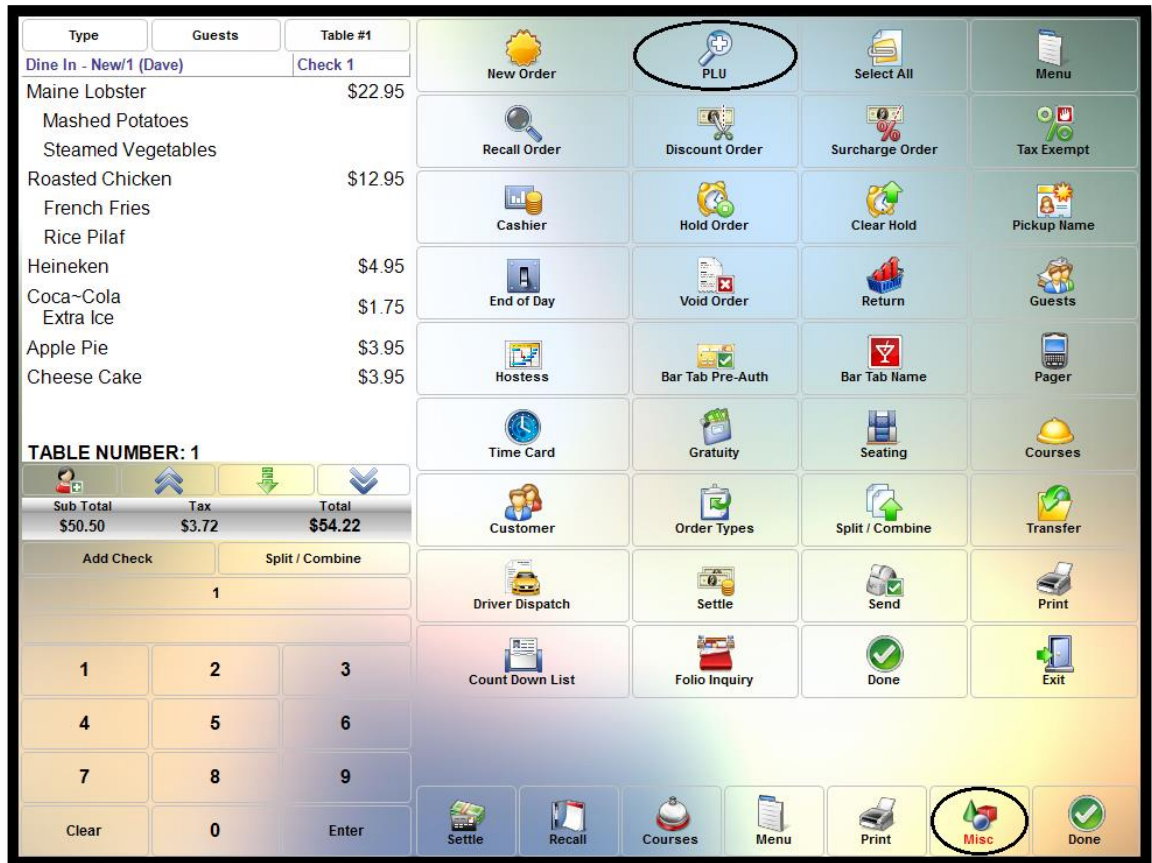 Type Guests Table #1
Dine In - New/1 (Dave) Check 1
Maine Lobster $22.95
Mashed Potatoes
Steamed Vegetables
Roasted Chicken $12.95
French Fries
Rice Pilaf
Heineken $4.95
Coca~Cola $1.75
Extra Ice
Apple Pie $3.95
Cheese Cake $3.95
TABLE NUMBER: 1
Sub Total Tax Total
$50.50 $3.72 $54.22
Add Check Split / Combine
1
1 2 3
4 5 6
7 8 9
Clear 0 Enter
New Order PLU Select All Menu
Recall Order Discount Order Surcharge Order Tax Exempt
Cashier Hold Order Clear Hold Pickup Name
End of Day Void Order Return Guests
Hostess Bar Tab Pre-Auth Bar Tab Name Pager
Time Card Gratuity Seating Courses
Customer Order Types Split / Combine Transfer
Driver Dispatch Settle Send Print
Count Down List Folio Inquiry Done Exit
Settle Recall Courses Menu Print Misc Done